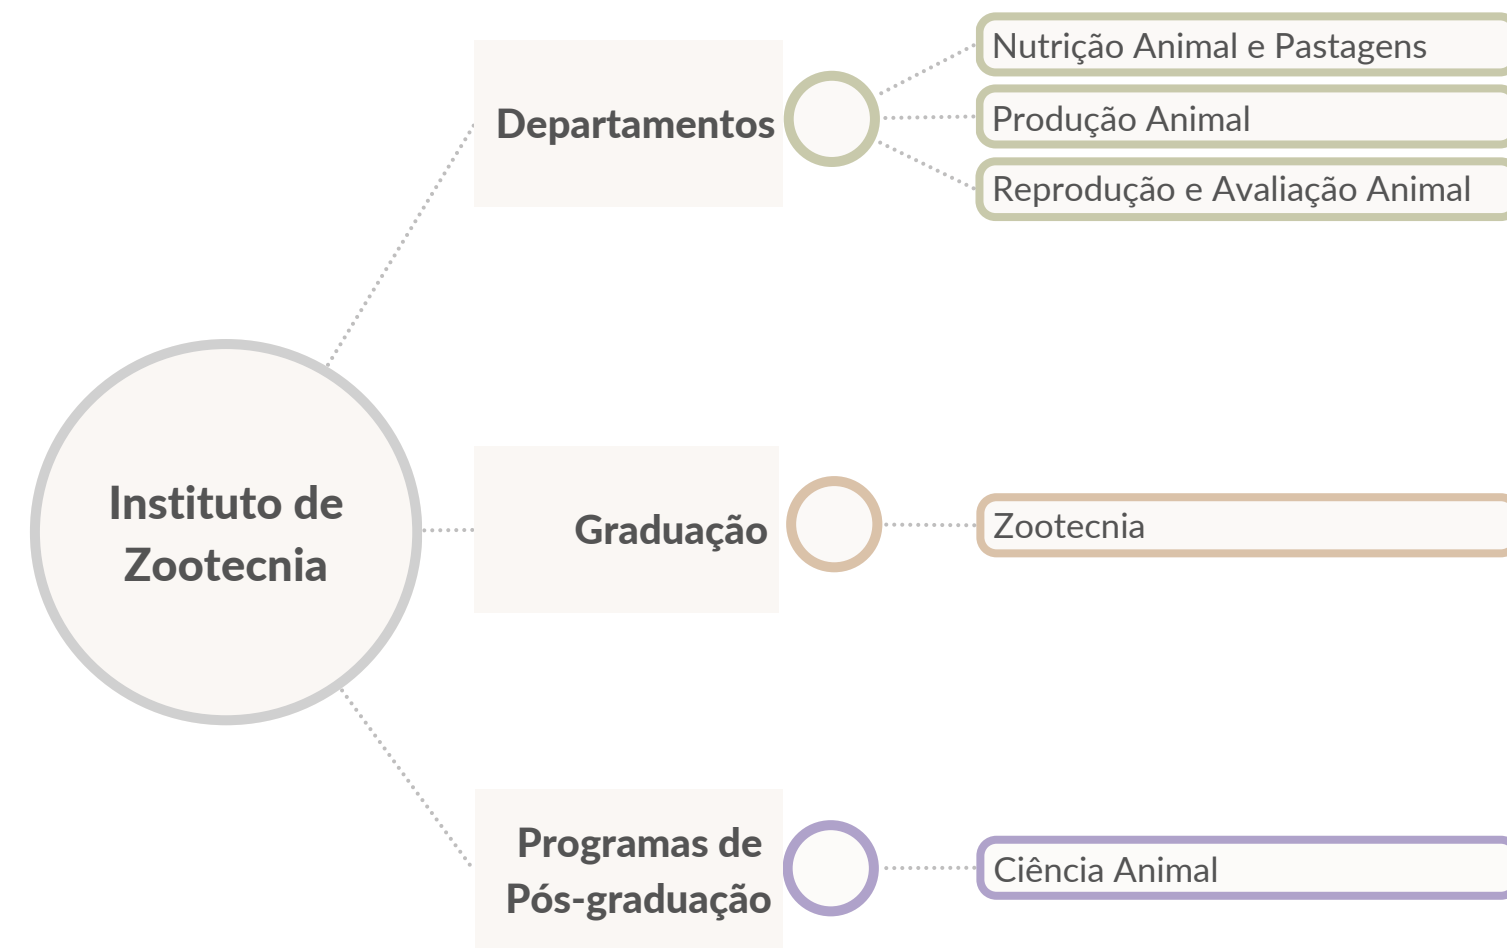 Instituto de
Zootecnia
Departamentos
Nutrição Animal e Pastagens
Produção Animal
Reprodução e Avaliação Animal
Graduação
Zootecnia
Programas de
Pós-graduação
Ciência Animal